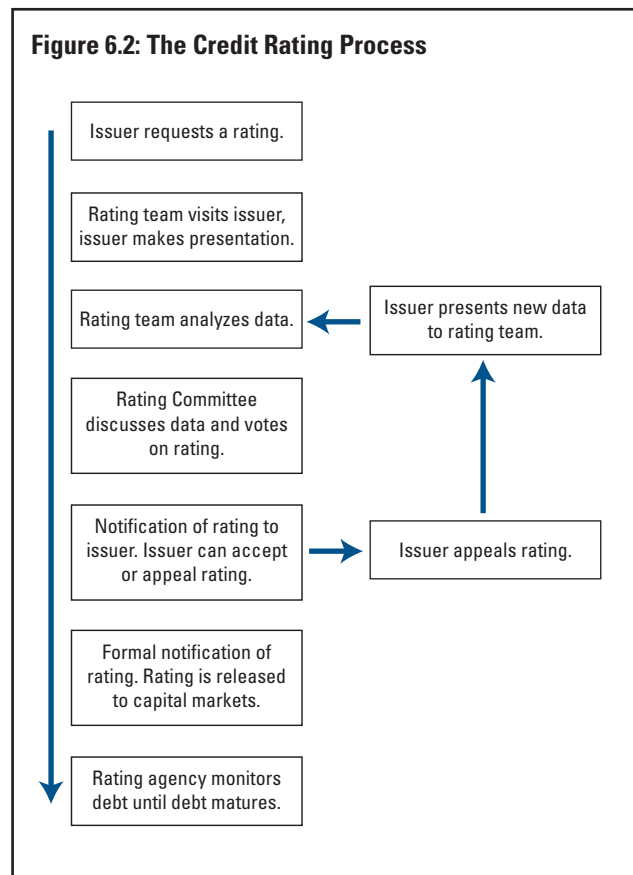 Figure 6.2: The Credit Rating Process
Issuer requests a rating.
Rating team visits issuer,
issuer makes presentation.
Rating team analyzes data.
Issuer presents new data
to rating team.
Rating Committee
discusses data and votes
on rating.
Notification of rating to
issuer. Issuer can accept
or appeal rating.
Issuer appeals rating.
Formal notification of
rating. Rating is released
to capital markets.
Rating agency monitors
debt until debt matures.